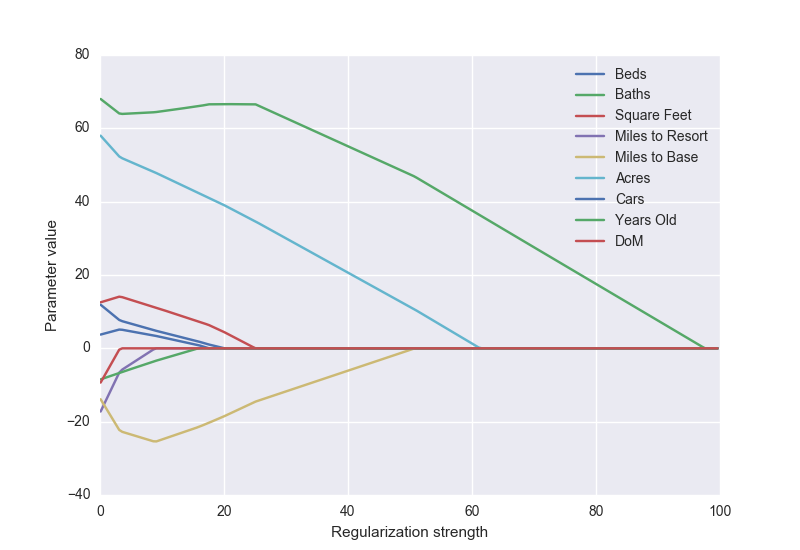 80
60
40
20
0
−20
−40
Parameter value
Beds
Baths
Square Feet
Miles to Resort
Miles to Base
Acres
Cars
Years Old
DoM
0 20 40 60 80 100
Regularization strength